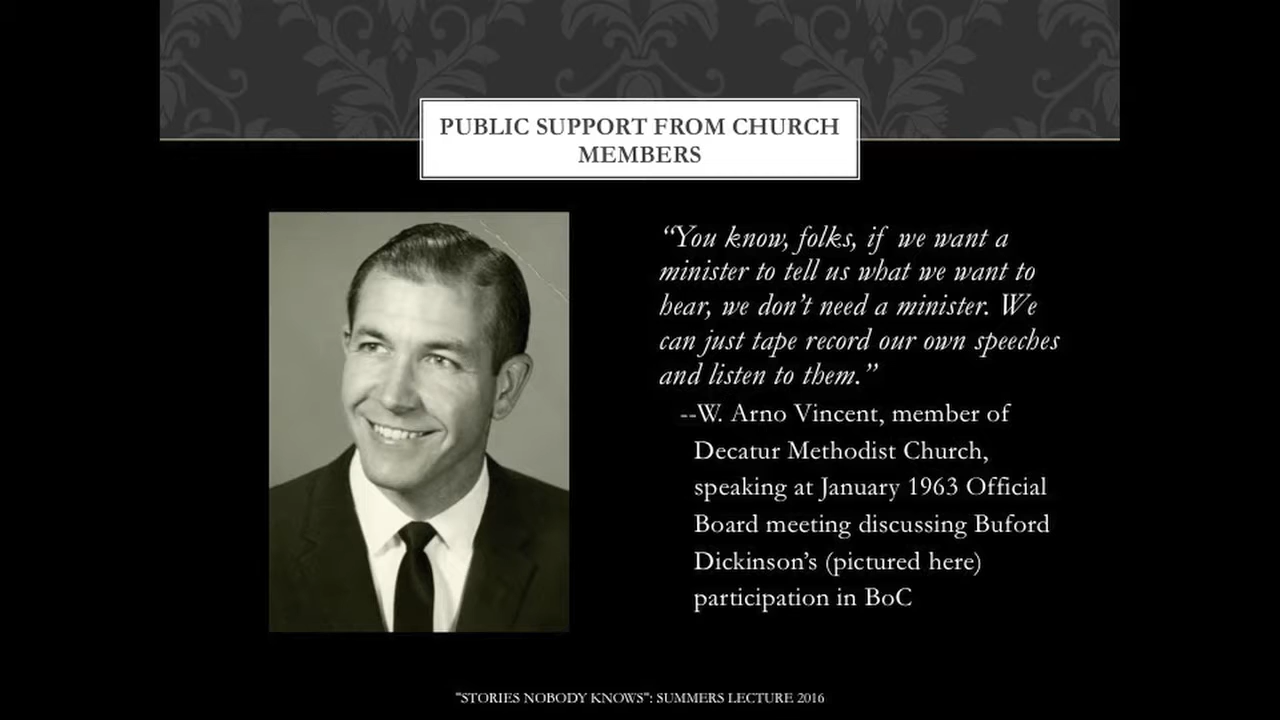 PUBLIC SUPPORT FROM CHURCH
MEMBERS
“You know, folks, if we want a
minister to tell us what we want to
hear, we don’t need a minister. We
can just tape record our own speeches
and listen to them.”
--W. Arno Vincent, member of
Decatur Methodist Church,
speaking at January 1963 Official
Board meeting discussing Buford
Dickinson’s (pictured here)
participation in BoC
"STORIES NOBODY KNOWS": SUMMERS LECTURE 2016